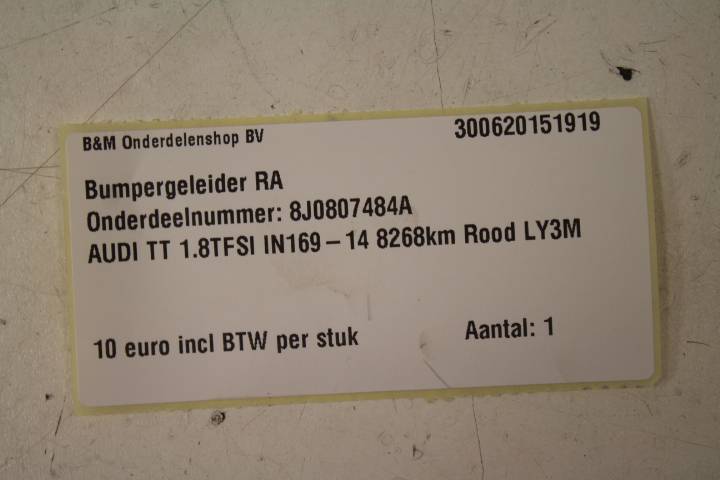 B&M Onderdelenshop BV 300620151919
Bumpergeleider RA
Onderdeelnummer: 8J0807484A
AUDI TT 1.8TFSI IN169-14 8268km Rood LY3M
10 euro incl BTW per stuk Aantal: 1